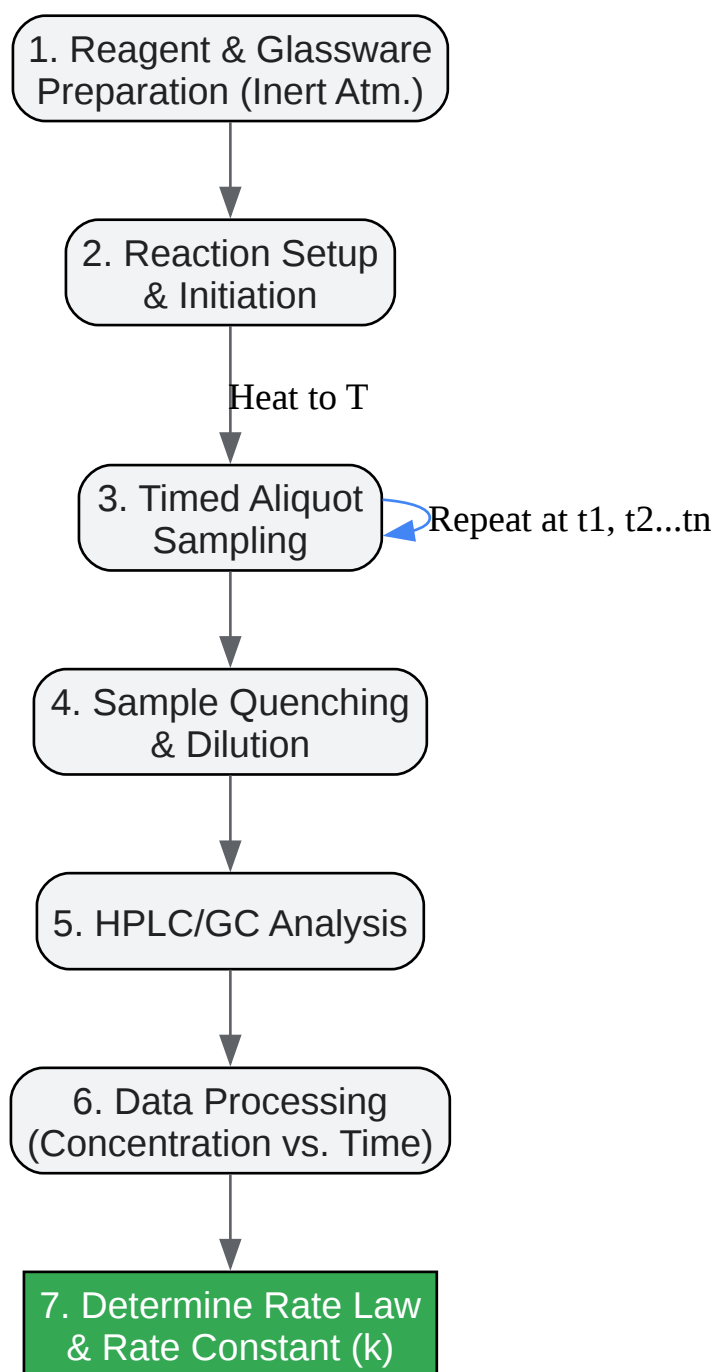 1. Reagent & Glassware
Preparation (Inert Atm.)
2. Reaction Setup
& Initiation
Heat to T
3. Timed Aliquot
Sampling
Repeat at t1, t2...tn
4. Sample Quenching
& Dilution
5. HPLC/GC Analysis
6. Data Processing
(Concentration vs. Time)
7. Determine Rate Law
& Rate Constant (k)